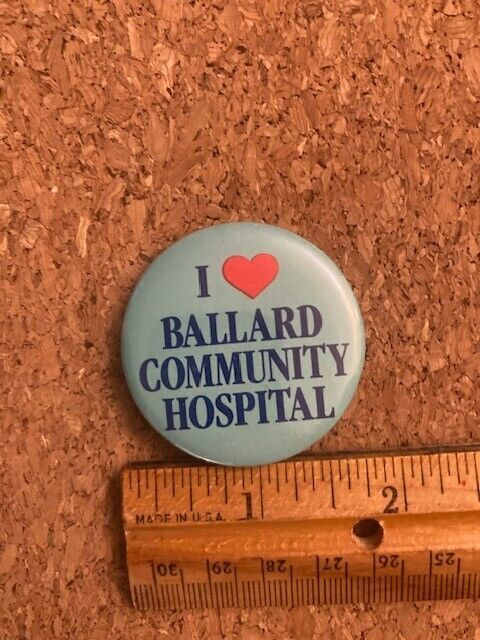 I ❤
BALLARD
COMMUNITY
HOSPITAL
1 2
MADE IN U.S.A.
30 29 28 27 26 25